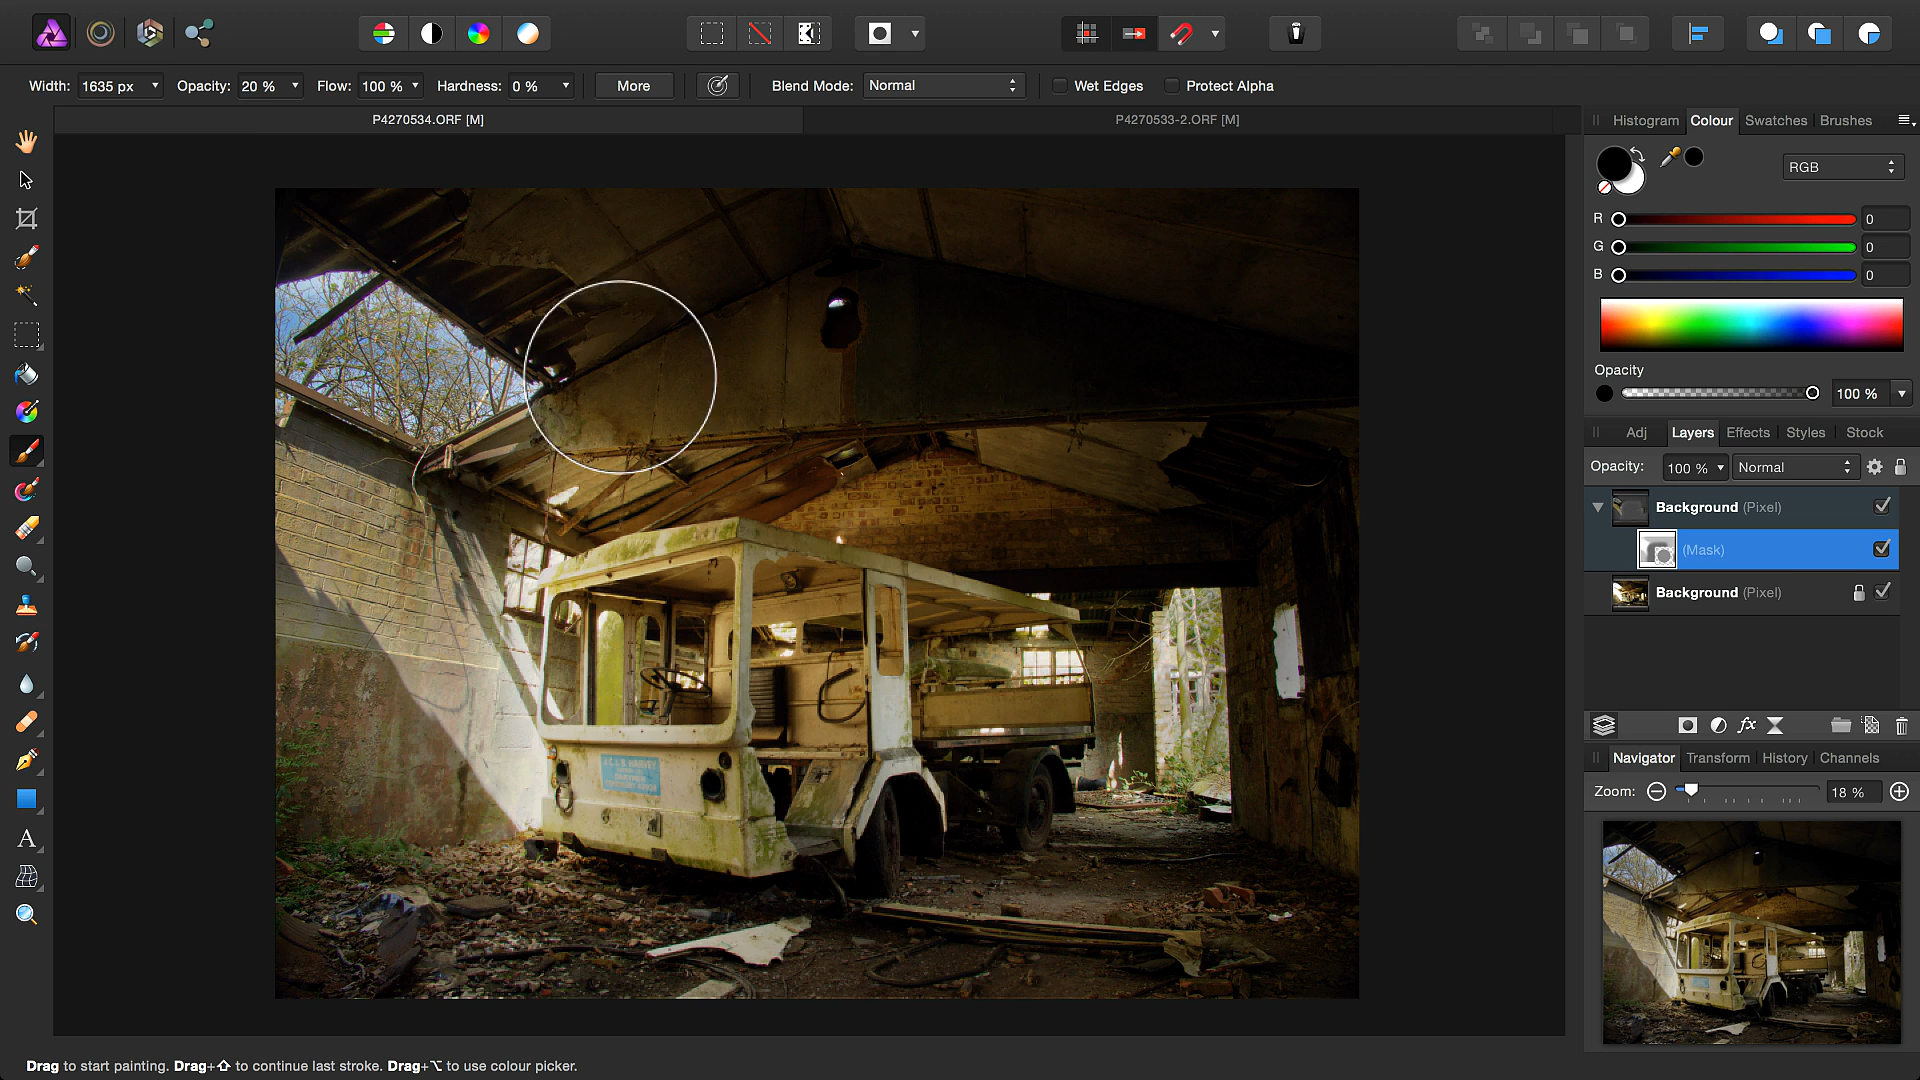 Width: 1635 px Opacity: 20 % Flow: 100 % Hardness: 0 % More Blend Mode: Normal Wet Edges Protect Alpha
P4270534.ORF [M] P4270533-2.ORF [M]
Histogram Colour Swatches Brushes
RGB
R 0
G 0
B 0
Opacity
100 %
Adj Layers Effects Styles Stock
Opacity: 100 % Normal
Background (Pixel)
(Mask)
Background (Pixel)
fx
Navigator Transform History Channels
Zoom: 18 %
A
HARVEY
Drag to start painting. Drag+⇧ to continue last stroke. Drag+⌥ to use colour picker.